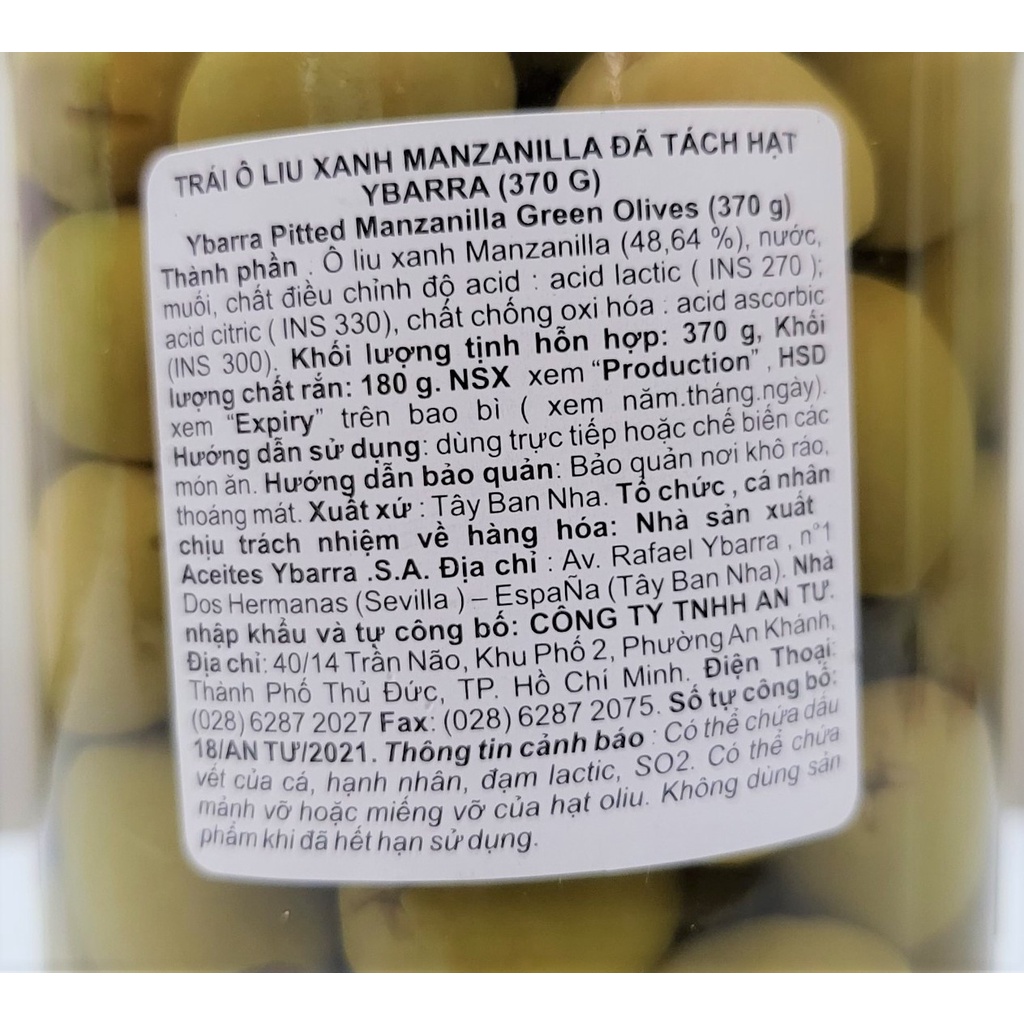 TRÁI Ô LIU XANH MANZANILLA ĐÃ TÁCH HẠT
YBARRA (370 G)
Ybarra Pitted Manzanilla Green Olives (370 g)
Thành phần : Ô liu xanh Manzanilla (48,64 %), nước,
muối, chất điều chỉnh độ acid : acid lactic ( INS 270 );
acid citric ( INS 330), chất chống oxi hóa : acid ascorbic
(INS 300). Khối lượng tịnh hỗn hợp: 370 g, Khối
lượng chất rắn: 180 g. NSX xem “Production” , HSD
xem “Expiry” trên bao bì ( xem năm.tháng.ngày).
Hướng dẫn sử dụng: dùng trực tiếp hoặc chế biến các
món ăn. Hướng dẫn bảo quản: Bảo quản nơi khô ráo,
thoáng mát. Xuất xứ : Tây Ban Nha. Tổ chức , cá nhân
chịu trách nhiệm về hàng hóa: Nhà sản xuất
Aceites Ybarra .S.A. Địa chỉ : Av. Rafael Ybarra , n°1
Dos Hermanas (Sevilla ) – EspaÑa (Tây Ban Nha). Nhà
nhập khẩu và tự công bố: CÔNG TY TNHH AN TƯ.
Địa chỉ: 40/14 Trần Não, Khu Phố 2, Phường An Khánh,
Thành Phố Thủ Đức, TP. Hồ Chí Minh. Điện Thoại:
(028) 6287 2027 Fax: (028) 6287 2075. Số tự công bố:
18/AN TƯ/2021. Thông tin cảnh báo : Có thể chứa dấu
vết của cá, hạnh nhân, đạm lactic, SO2. Có thể chứa
mảnh vỡ hoặc miếng vỡ của hạt oliu. Không dùng sản
phẩm khi đã hết hạn sử dụng.